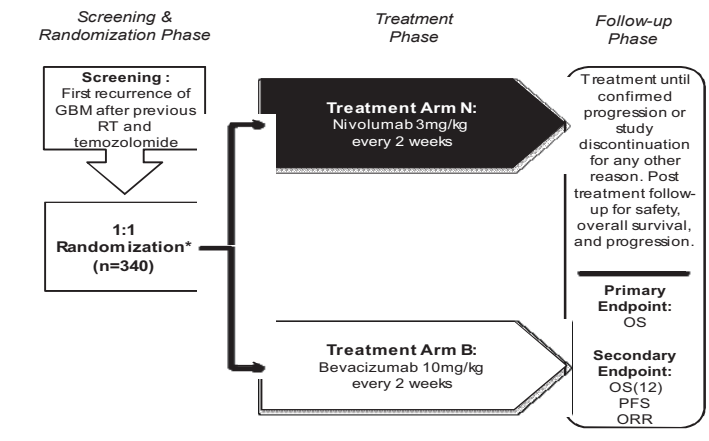 Screening &
Randomization Phase
Treatment
Phase
Follow-up
Phase
Screening :
First recurrence of
GBM after previous
RT and
temozolomide
1:1
Randomization*
(n=340)
Treatment Arm N:
Nivolumab 3mg/kg
every 2 weeks
Treatment Arm B:
Bevacizumab 10mg/kg
every 2 weeks
Treatment until
confirmed
progression or
study
discontinuation
for any other
reason. Post
treatment follow-
up for safety,
overall survival,
and progression.
Primary
Endpoint:
OS
Secondary
Endpoint:
OS(12)
PFS
ORR